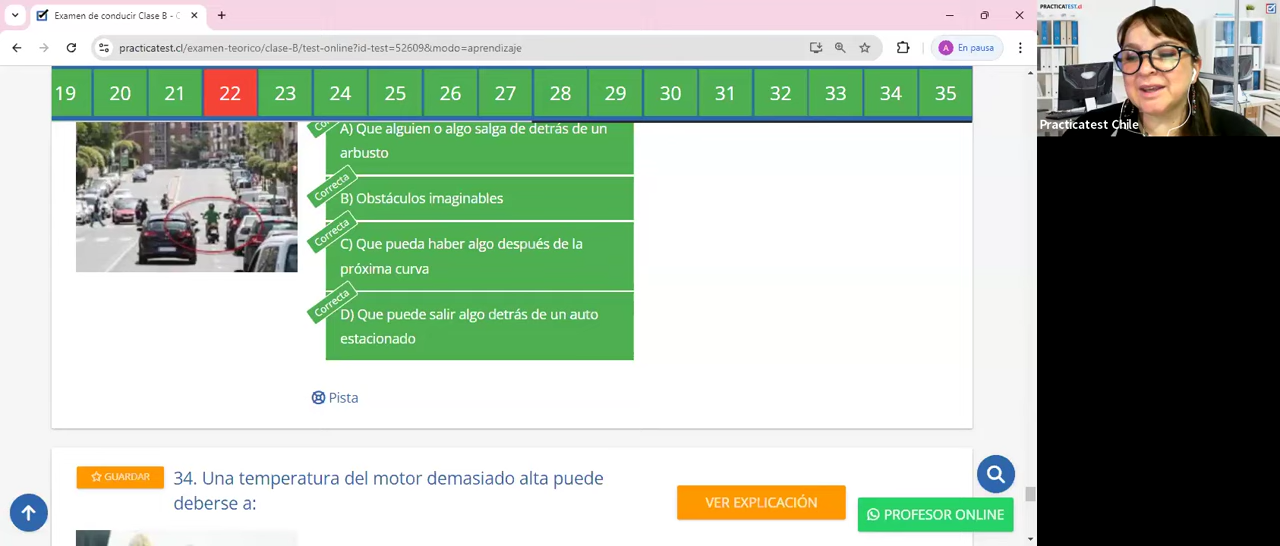 Examen de conducir Clase B - C
practicatest.cl/examen-teorico/clase-B/test-online?id-test=52609&modo=aprendizaje
A En pausa
PRACTICATEST.cl
Practicatest Chile
19 20 21 22 23 24 25 26 27 28 29 30 31 32 33 34 35
A) Que alguien o algo salga de detrás de un
arbusto
Correcta
B) Obstáculos imaginables
Correcta
C) Que pueda haber algo después de la
próxima curva
Correcta
D) Que puede salir algo detrás de un auto
estacionado
Pista
GUARDAR
34. Una temperatura del motor demasiado alta puede
deberse a:
VER EXPLICACIÓN
PROFESOR ONLINE